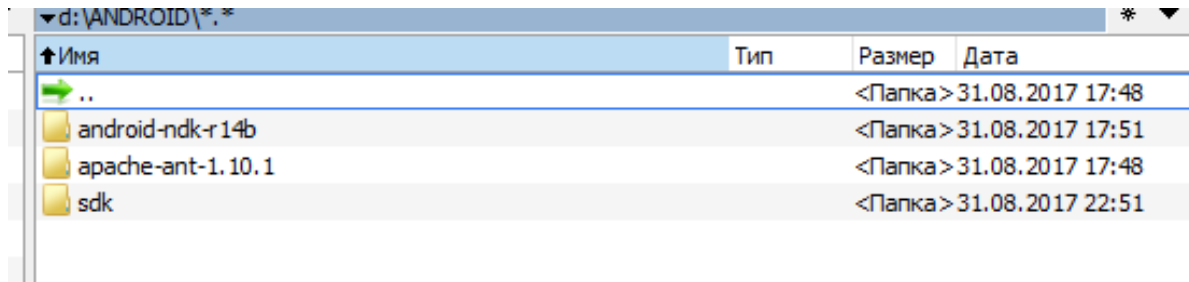 d:\ANDROID\*.*
Имя Тип Размер Дата
.. <Папка> 31.08.2017 17:48
android-ndk-r14b <Папка> 31.08.2017 17:51
apache-ant-1.10.1 <Папка> 31.08.2017 17:48
sdk <Папка> 31.08.2017 22:51